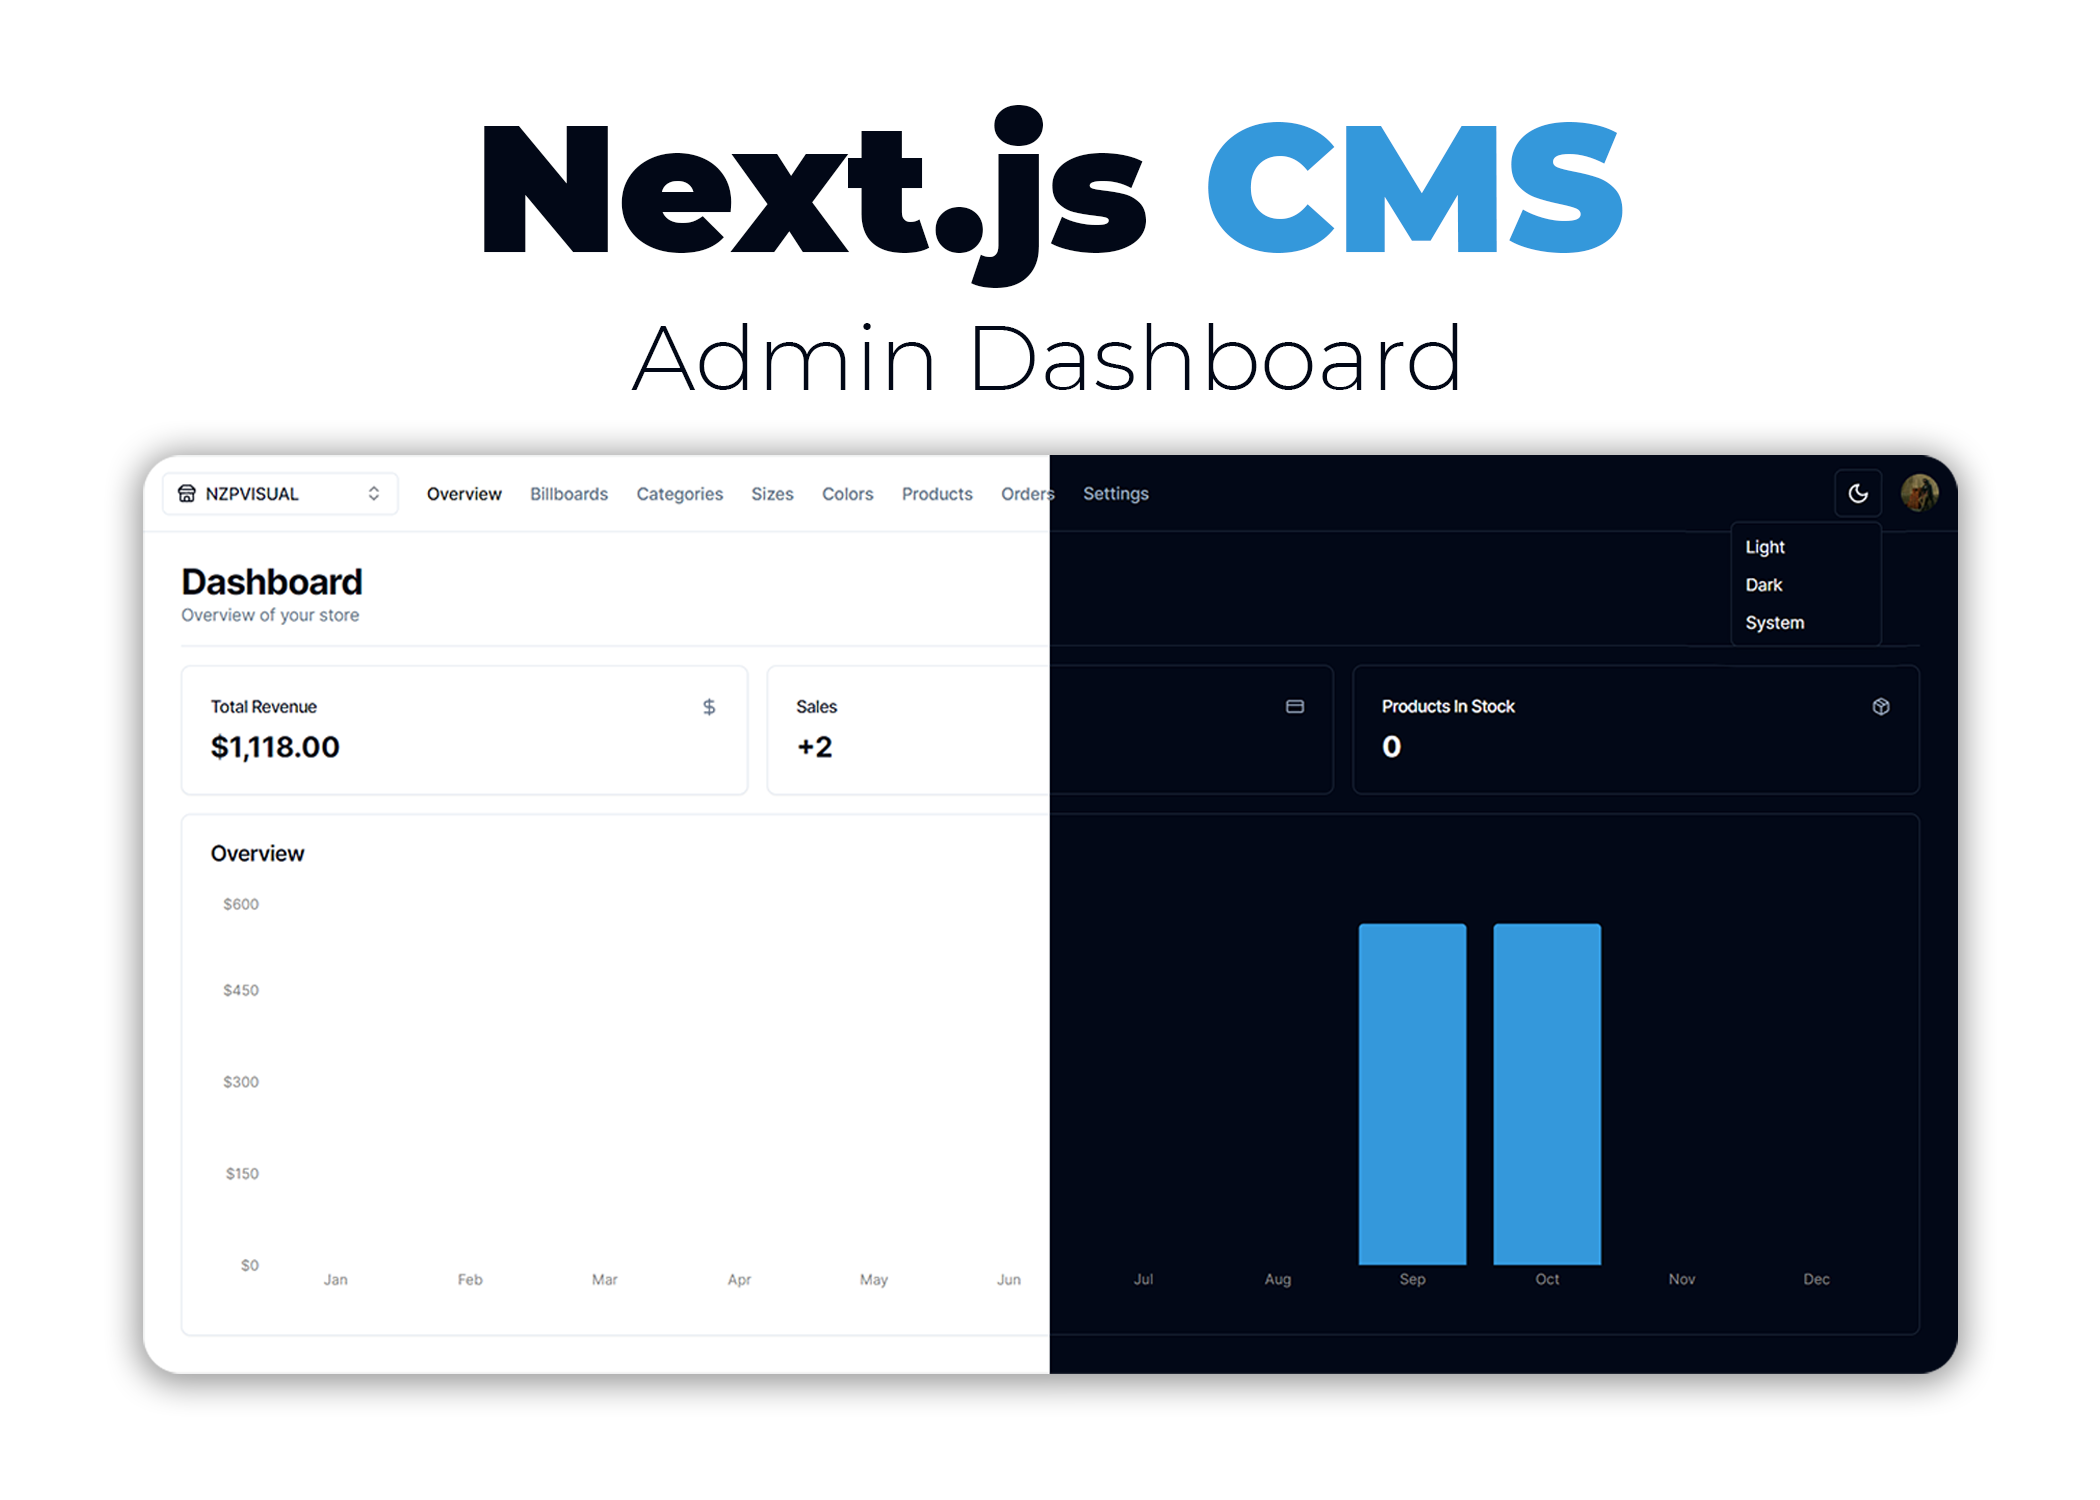 Next.js CMS
Admin Dashboard
NZPVISUAL Overview Billboards Categories Sizes Colors Products Orders Settings
Light
Dark
System
Dashboard
Overview of your store
Total Revenue $
$1,118.00
Sales
+2
Products In Stock
0
Overview
$600
$450
$300
$150
$0
Jan Feb Mar Apr May Jun Jul Aug Sep Oct Nov Dec